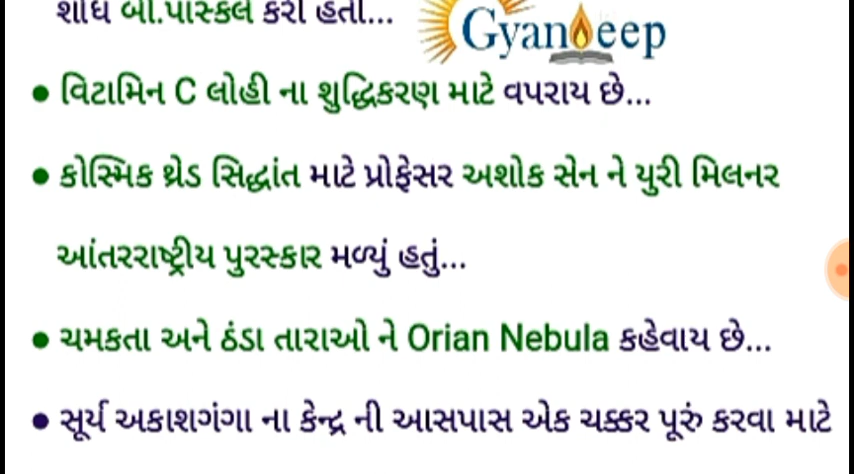 શોધ બી.પાસ્કલે કરી હતી...
Gyandeep
• વિટામિન C લોહી ના શુદ્ધિકરણ માટે વપરાય છે...
• કોસ્મિક થ્રેડ સિદ્ધાંત માટે પ્રોફેસર અશોક સેન ને યુરી મિલનર
આંતરરાષ્ટ્રીય પુરસ્કાર મળ્યું હતું...
• ચમકતા અને ઠંડા તારાઓ ને Orian Nebula કહેવાય છે...
• સૂર્ય અકાશગંગા ના કેન્દ્ર ની આસપાસ એક ચક્કર પૂરું કરવા માટે